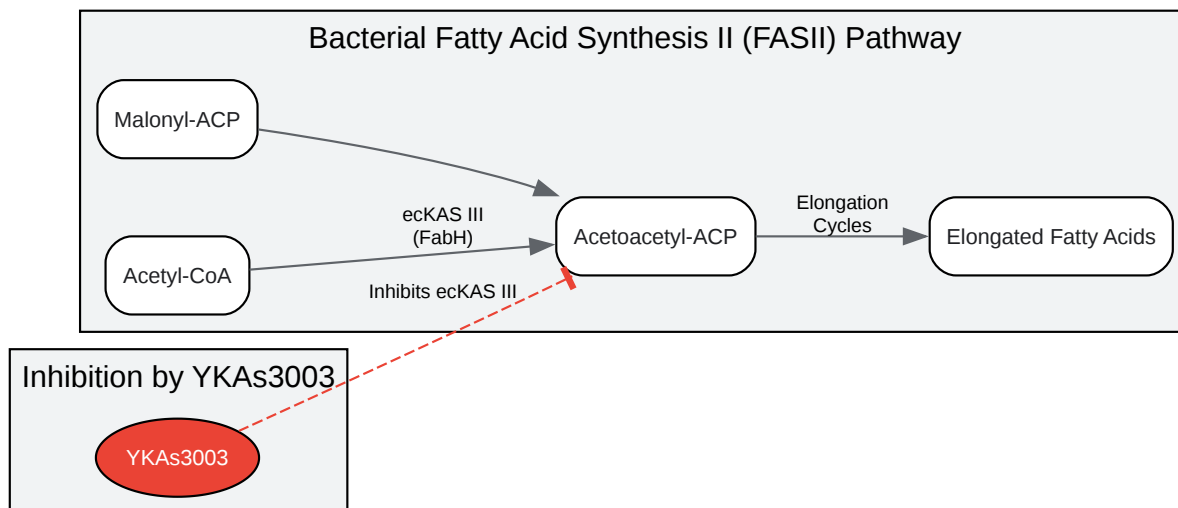 Bacterial Fatty Acid Synthesis II (FASII) Pathway
Malonyl-ACP
ecKAS III
(FabH)
Acetyl-CoA
Inhibits ecKAS III
Acetoacetyl-ACP
Elongation
Cycles
Elongated Fatty Acids
Inhibition by YKAs3003
YKAs3003